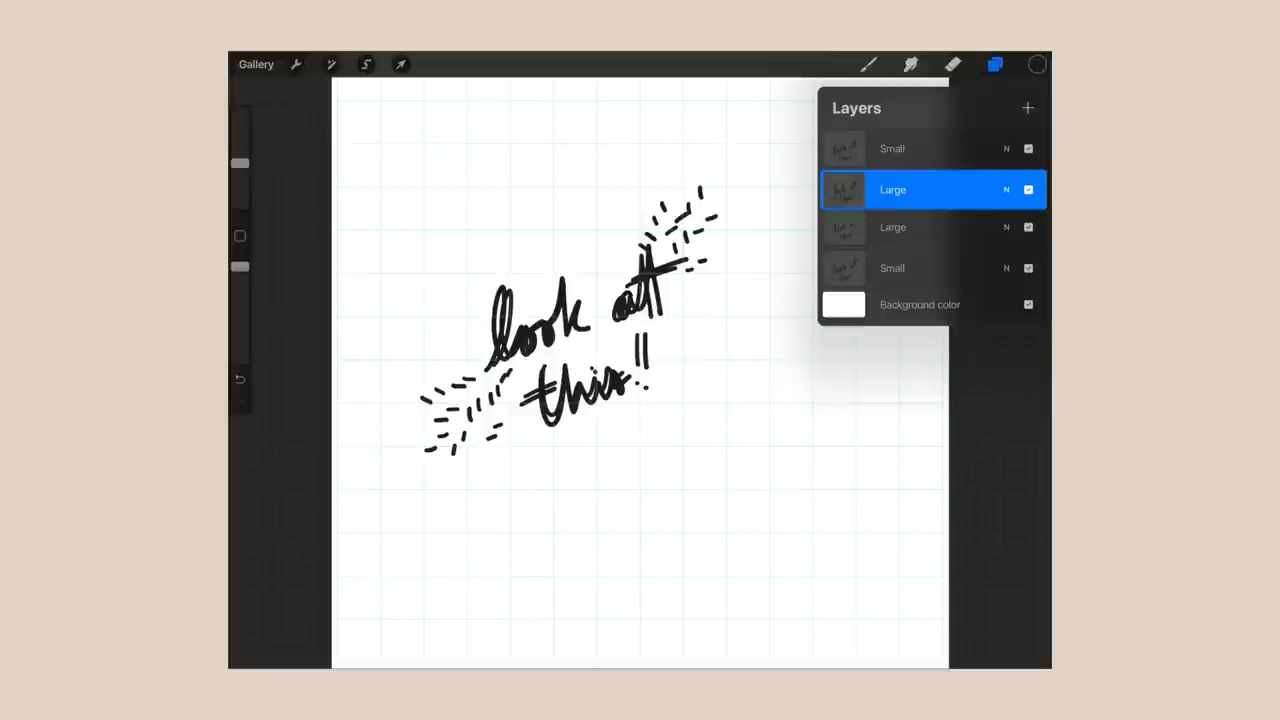 Gallery
Layers
Small N
Large N
Large N
Small N
Background color
look at
this!!